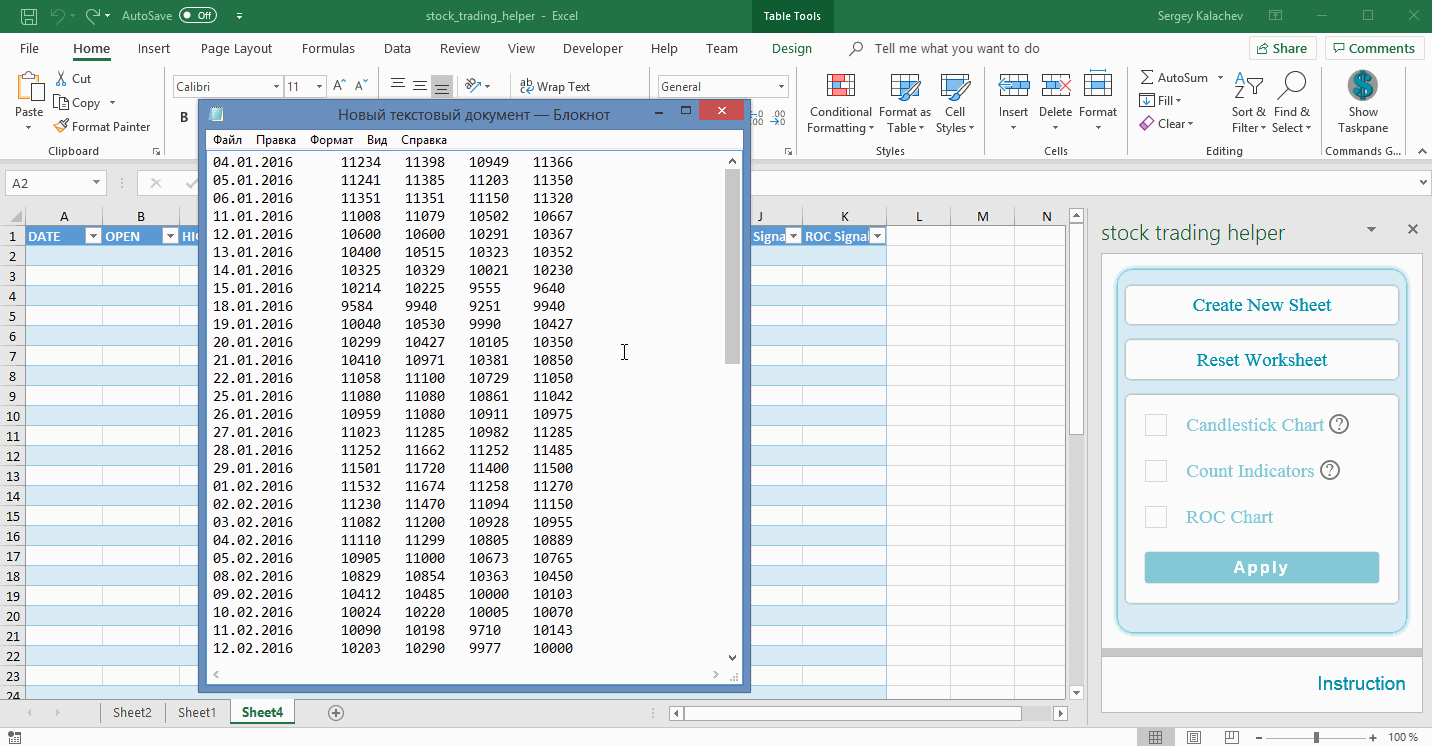 AutoSave Off stock_trading_helper - Excel Table Tools Sergey Kalachev
File Home Insert Page Layout Formulas Data Review View Developer Help Team Design Tell me what you want to do Share Comments
Paste
Cut
Copy
Format Painter
Clipboard
Calibri 11 A A
B
ab Wrap Text
General
.00
Conditional Formatting
Format as Table
Cell Styles
Styles
Insert Delete Format
Cells
AutoSum
Fill
Clear
Sort & Filter
Find & Select
Editing
Show Taskpane
Commands G...
A2
A B J K L M N
1 DATE OPEN HI Signa ROC Signal
2
3
4
5
6
7
8
9
10
11
12
13
14
15
16
17
18
19
20
21
22
23
24
Новый текстовый документ — Блокнот
Файл Правка Формат Вид Справка
04.01.2016 11234 11398 10949 11366
05.01.2016 11241 11385 11203 11350
06.01.2016 11351 11351 11150 11320
11.01.2016 11008 11079 10502 10667
12.01.2016 10600 10600 10291 10367
13.01.2016 10400 10515 10323 10352
14.01.2016 10325 10329 10021 10230
15.01.2016 10214 10225 9555 9640
18.01.2016 9584 9940 9251 9940
19.01.2016 10040 10530 9990 10427
20.01.2016 10299 10427 10105 10350
21.01.2016 10410 10971 10381 10850
22.01.2016 11058 11100 10729 11050
25.01.2016 11080 11080 10861 11042
26.01.2016 10959 11080 10911 10975
27.01.2016 11023 11285 10982 11285
28.01.2016 11252 11662 11252 11485
29.01.2016 11501 11720 11400 11500
01.02.2016 11532 11674 11258 11270
02.02.2016 11230 11470 11094 11150
03.02.2016 11082 11200 10928 10955
04.02.2016 11110 11299 10805 10889
05.02.2016 10905 11000 10673 10765
08.02.2016 10829 10854 10363 10450
09.02.2016 10412 10485 10000 10103
10.02.2016 10024 10220 10005 10070
11.02.2016 10090 10198 9710 10143
12.02.2016 10203 10290 9977 10000
stock trading helper
Create New Sheet
Reset Worksheet
Candlestick Chart ?
Count Indicators ?
ROC Chart
Apply
Instruction
Sheet2 Sheet1 Sheet4
100 %